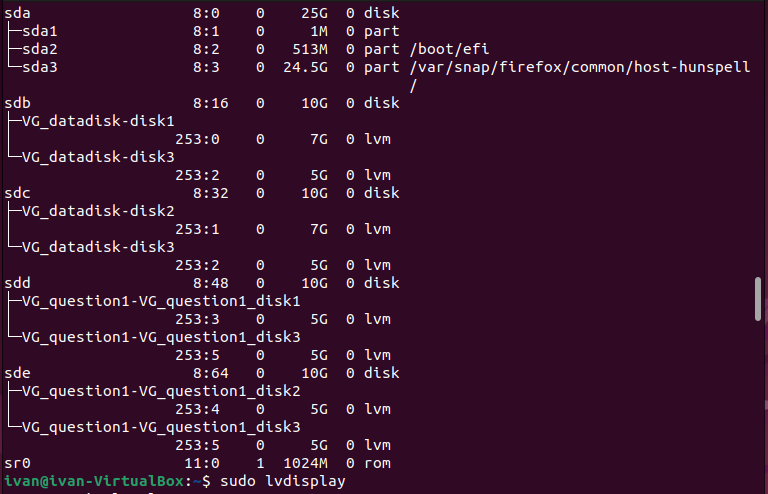 sda 8:0 0 25G 0 disk
├─sda1 8:1 0 1M 0 part
├─sda2 8:2 0 513M 0 part /boot/efi
└─sda3 8:3 0 24.5G 0 part /var/snap/firefox/common/host-hunspell
/
sdb 8:16 0 10G 0 disk
├─VG_datadisk-disk1
253:0 0 7G 0 lvm
└─VG_datadisk-disk3
253:2 0 5G 0 lvm
sdc 8:32 0 10G 0 disk
├─VG_datadisk-disk2
253:1 0 7G 0 lvm
└─VG_datadisk-disk3
253:2 0 5G 0 lvm
sdd 8:48 0 10G 0 disk
├─VG_question1-VG_question1_disk1
253:3 0 5G 0 lvm
└─VG_question1-VG_question1_disk3
253:5 0 5G 0 lvm
sde 8:64 0 10G 0 disk
├─VG_question1-VG_question1_disk2
253:4 0 5G 0 lvm
└─VG_question1-VG_question1_disk3
253:5 0 5G 0 lvm
sr0 11:0 1 1024M 0 rom
ivan@ivan-VirtualBox:~$ sudo lvdisplay